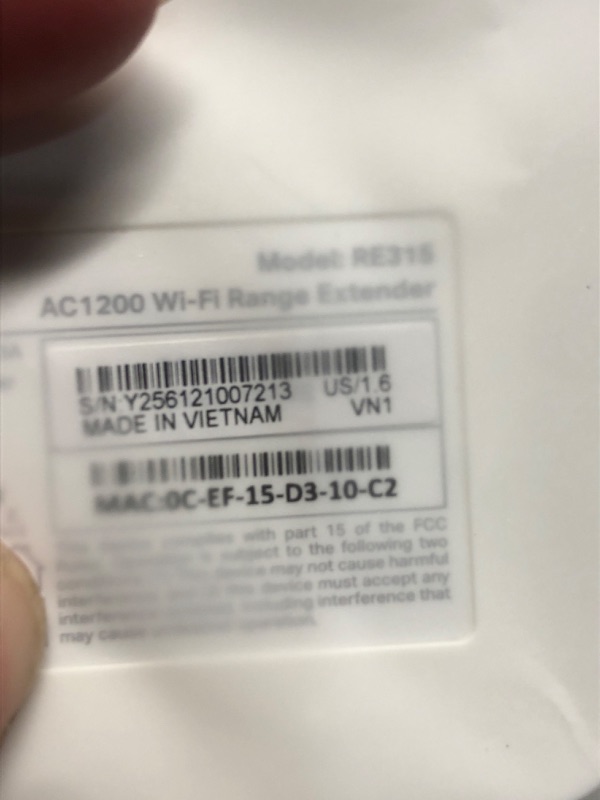 Model: RE315
AC1200 Wi-Fi Range Extender
S/N:Y256121007213 US/1.6
MADE IN VIETNAM VN1
MAC:0C-EF-15-D3-10-C2
complies with part 15 of the FCC
is subject to the following two
device may not cause harmful
this device must accept any
including interference that
may cause operation.